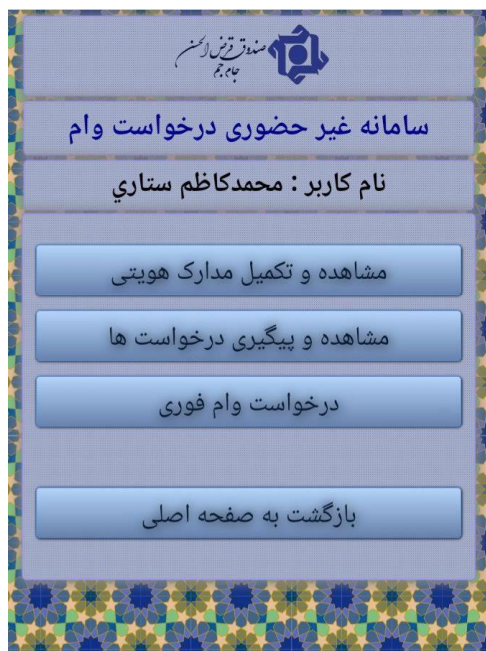 صندوق قرض الحسن
جام جم
سامانه غیر حضوری درخواست وام
نام کاربر : محمدكاظم ستاري
مشاهده و تکمیل مدارک هویتی
مشاهده و پیگیری درخواست ها
درخواست وام فوری
بازگشت به صفحه اصلی